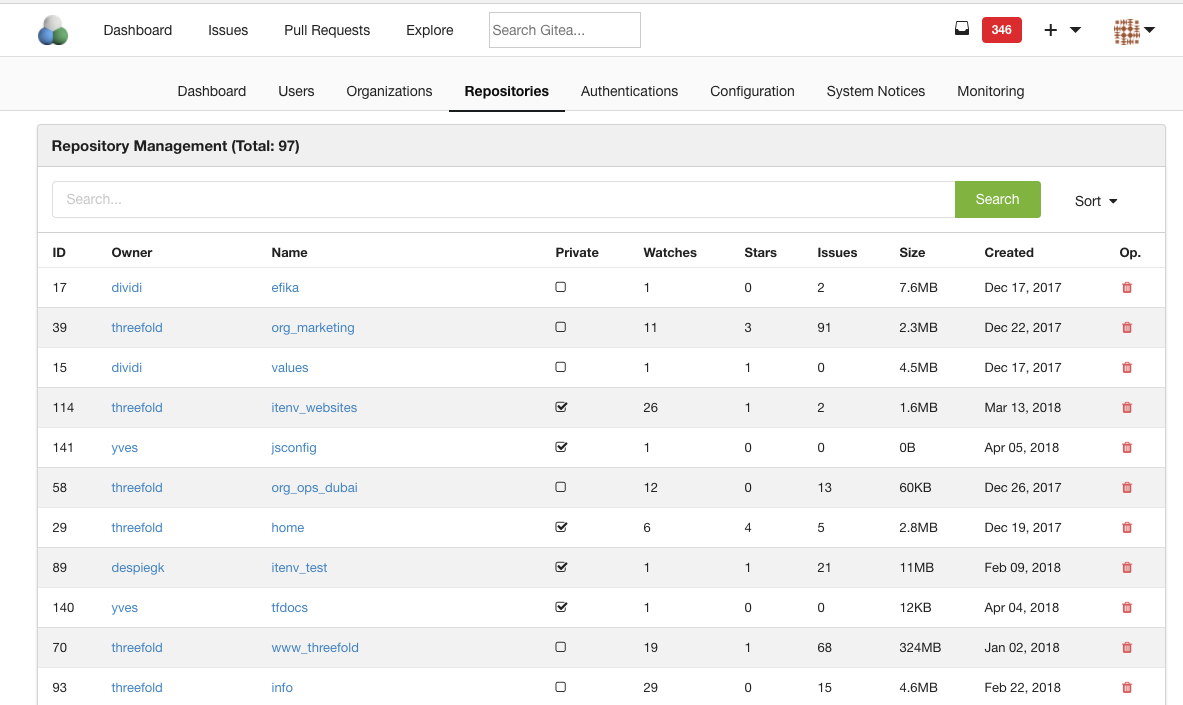 Dashboard Issues Pull Requests Explore Search Gitea... 346
Dashboard Users Organizations Repositories Authentications Configuration System Notices Monitoring
Repository Management (Total: 97)
Search... Search Sort
ID Owner Name Private Watches Stars Issues Size Created Op.
17 dividi efika 1 0 2 7.6MB Dec 17, 2017
39 threefold org_marketing 11 3 91 2.3MB Dec 22, 2017
15 dividi values 1 1 0 4.5MB Dec 17, 2017
114 threefold itenv_websites 26 1 2 1.6MB Mar 13, 2018
141 yves jsconfig 1 0 0 0B Apr 05, 2018
58 threefold org_ops_dubai 12 0 13 60KB Dec 26, 2017
29 threefold home 6 4 5 2.8MB Dec 19, 2017
89 despiegk itenv_test 1 1 21 11MB Feb 09, 2018
140 yves tfdocs 1 0 0 12KB Apr 04, 2018
70 threefold www_threefold 19 1 68 324MB Jan 02, 2018
93 threefold info 29 0 15 4.6MB Feb 22, 2018